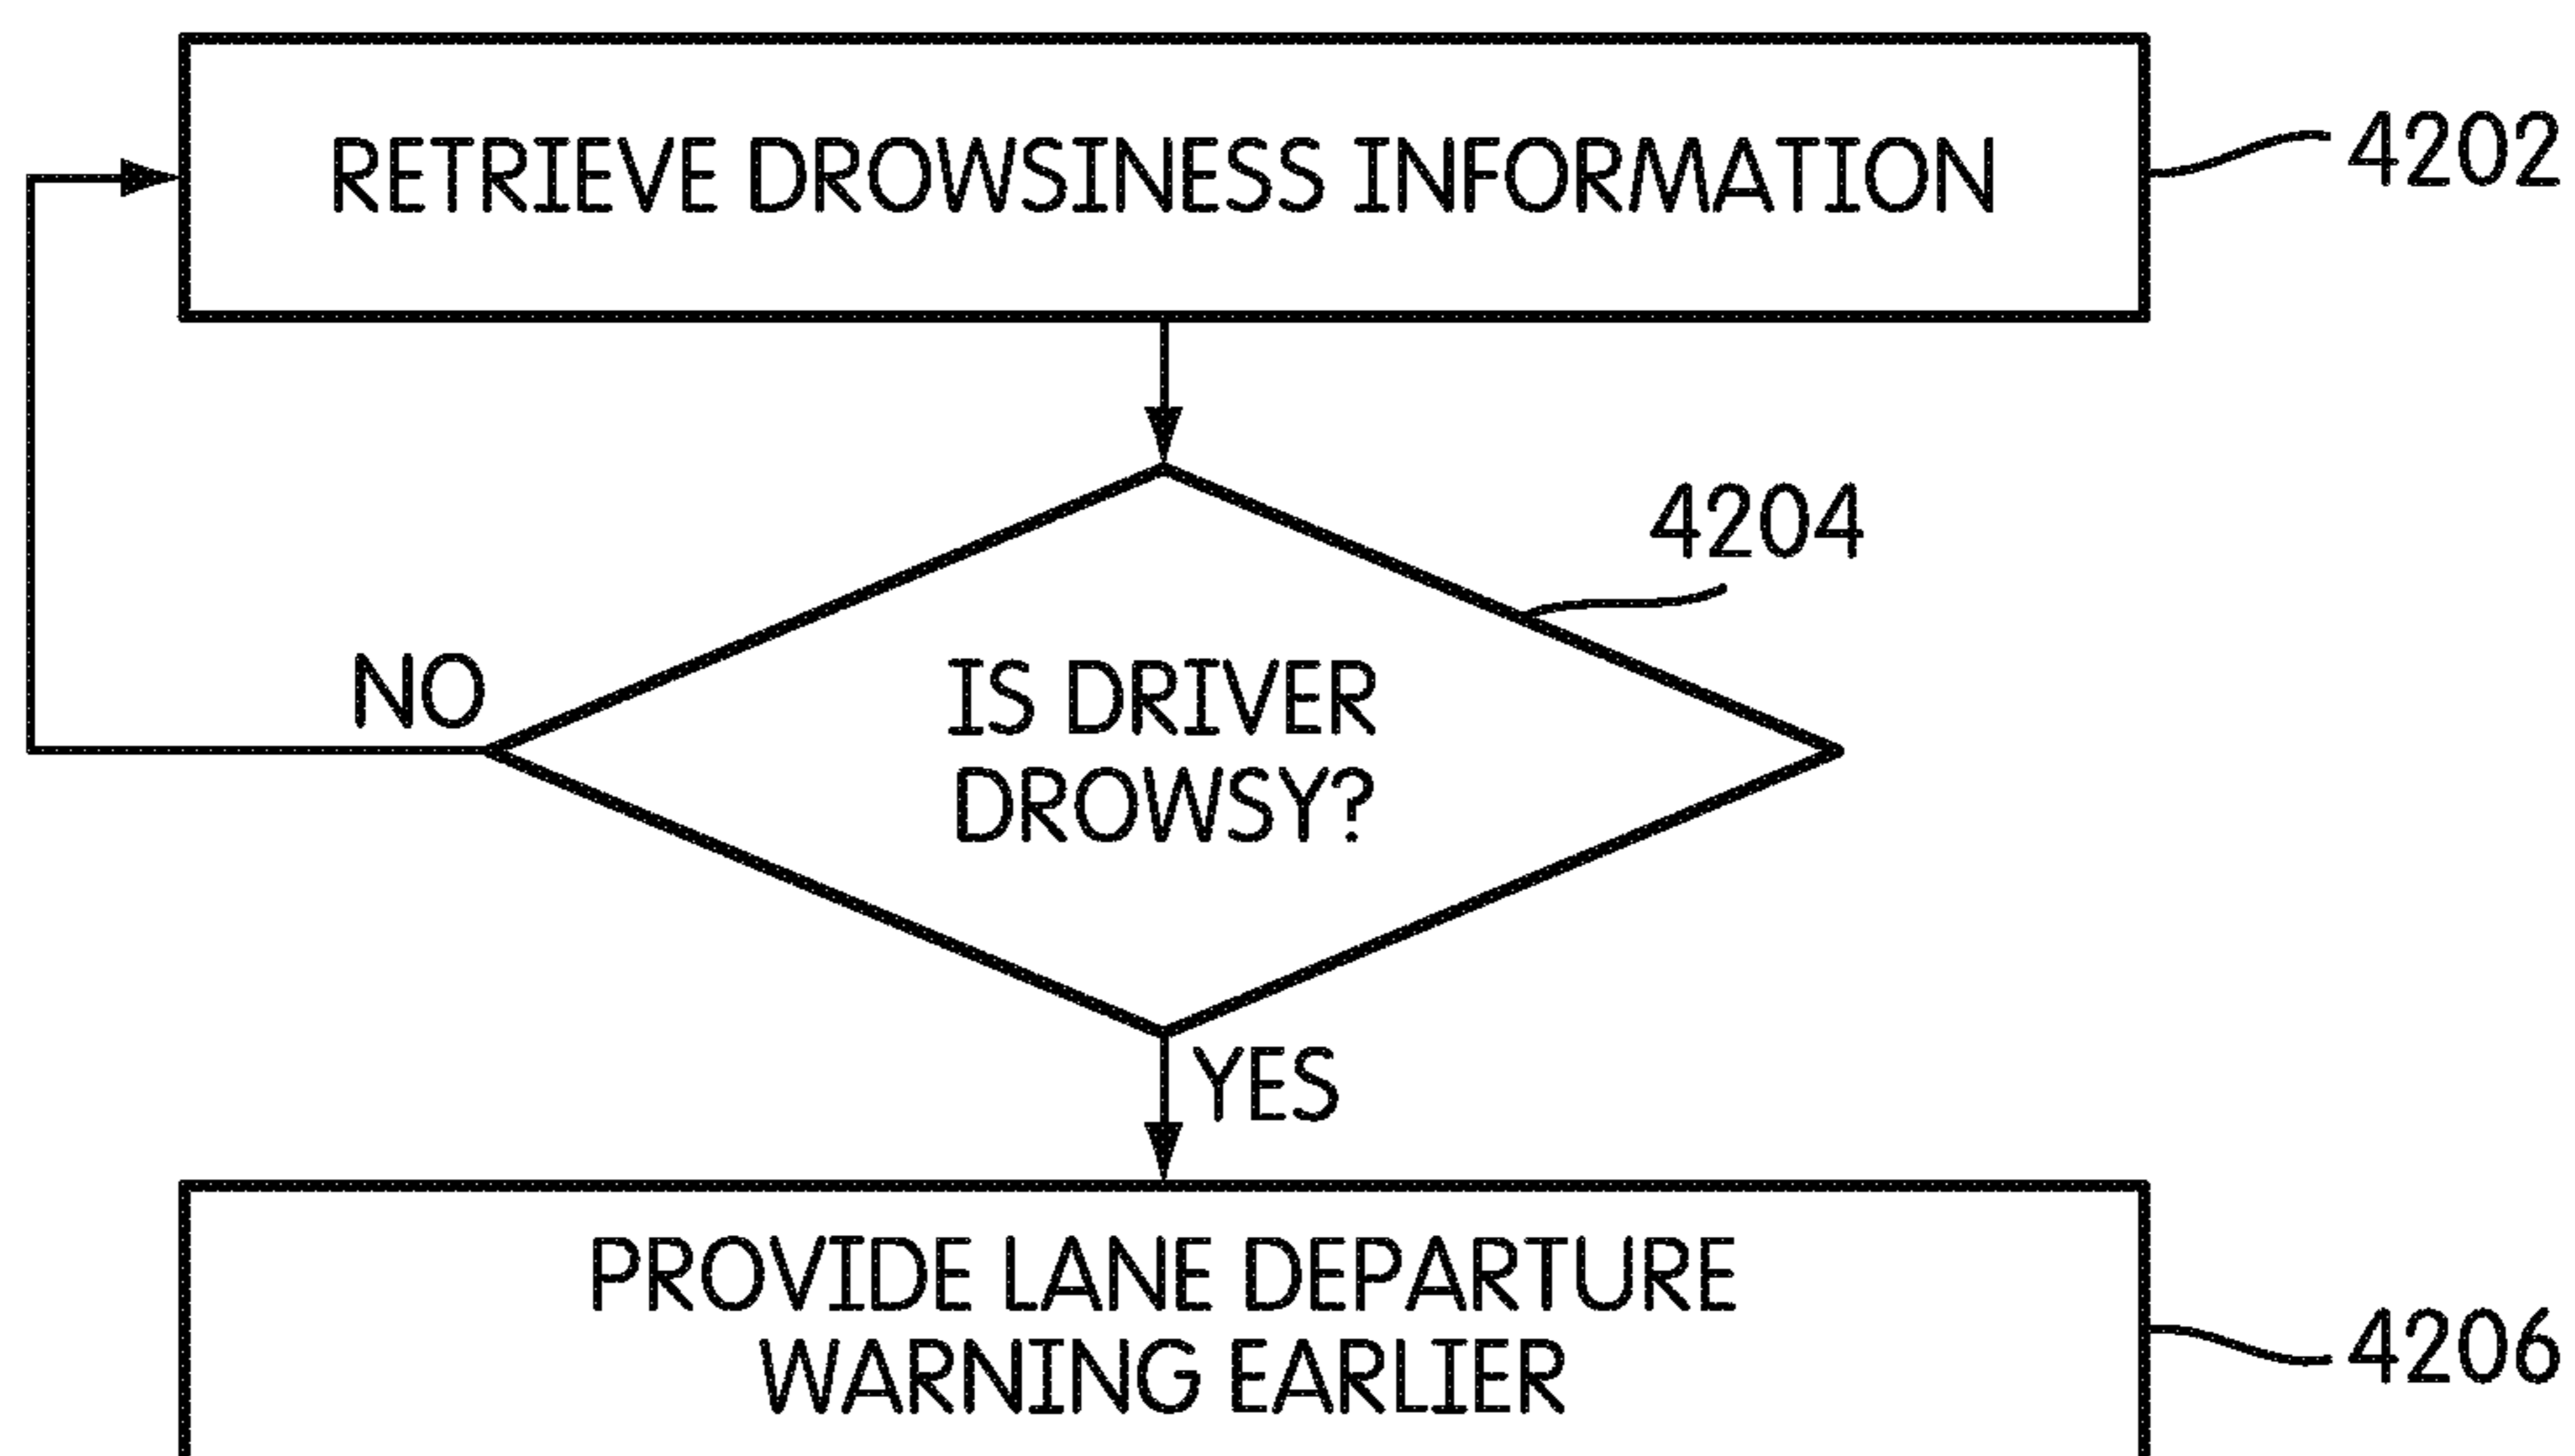 RETRIEVE DROWSINESS INFORMATION
4202
4204
NO
IS DRIVER
DROWSY?
YES
PROVIDE LANE DEPARTURE
WARNING EARLIER
4206